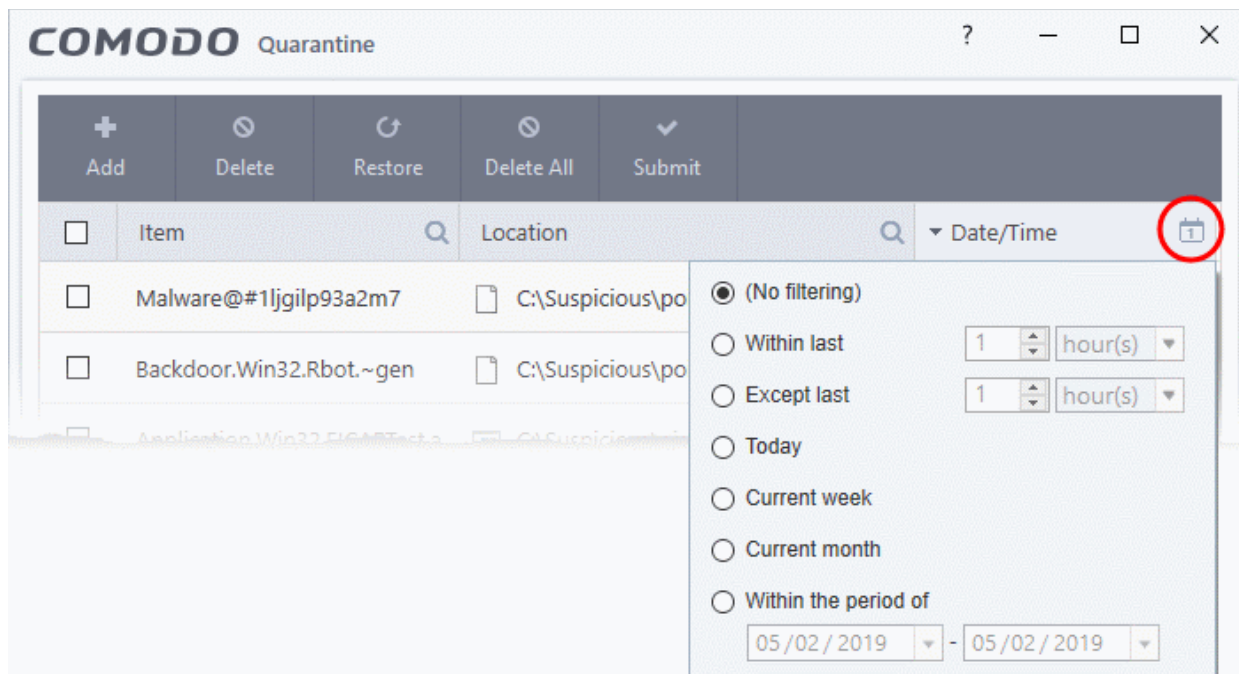 COMODO Quarantine ?
Add Delete Restore Delete All Submit
Item Location Date/Time 1
Malware@#1ljgilp93a2m7 C:\Suspicious\po (No filtering)
Within last 1 hour(s)
Backdoor.Win32.Rbot.~gen C:\Suspicious\po
Except last 1 hour(s)
Today
Current week
Current month
Within the period of
05/02/2019 - 05/02/2019